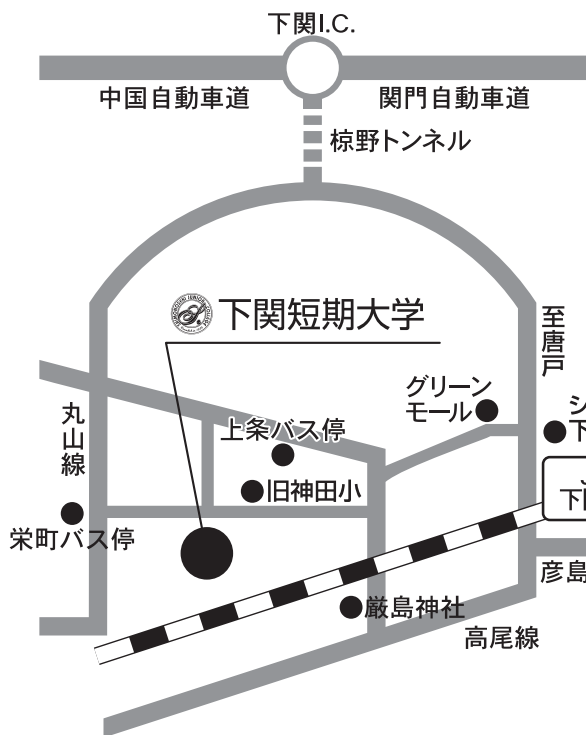 下関I.C.
中国自動車道
関門自動車道
椋野トンネル
下関短期大学
至唐戸
グリーン
モール
シ
下
丸山線
上条バス停
旧神田小
下
栄町バス停
彦島
厳島神社
高尾線